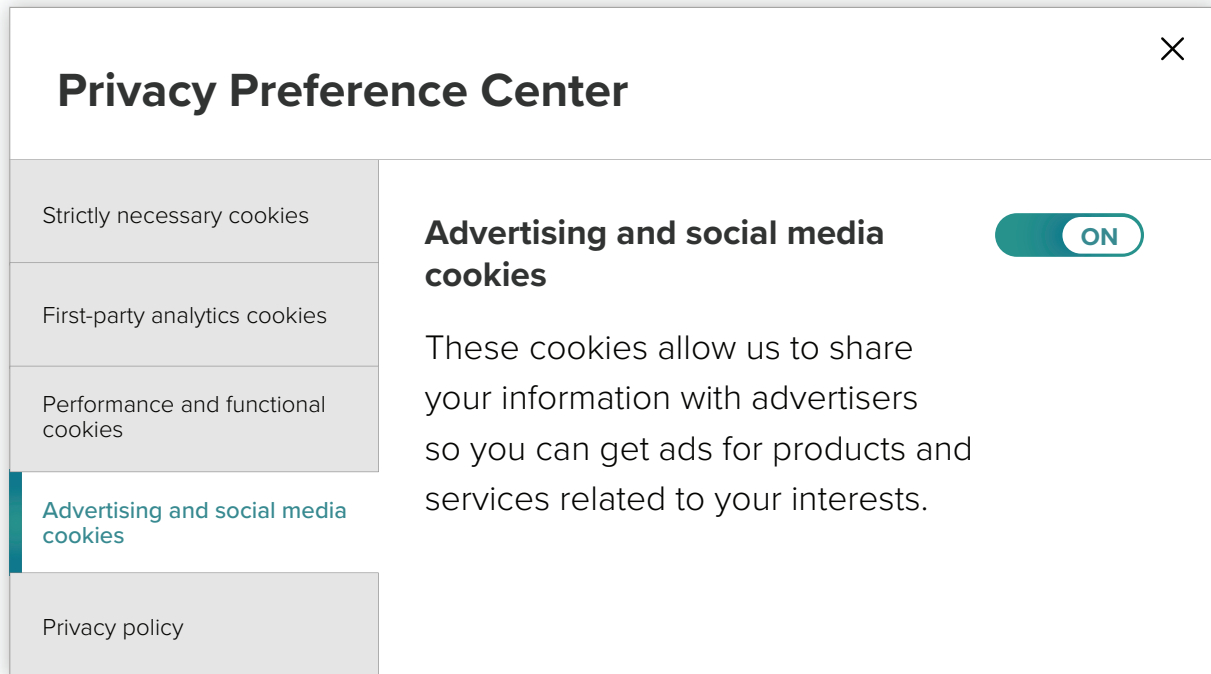 Privacy Preference Center
Strictly necessary cookies
First-party analytics cookies
Performance and functional
cookies
Advertising and social media
cookies
Privacy policy
Advertising and social media
cookies
ON
These cookies allow us to share
your information with advertisers
so you can get ads for products and
services related to your interests.